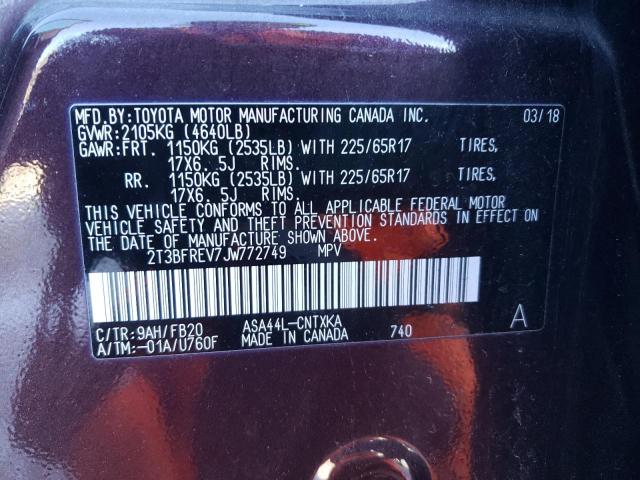 MFD.BY:TOYOTA MOTOR MANUFACTURING CANADA INC. 03/18
GVWR:2105KG (4640LB)
GAWR:FRT. 1150KG (2535LB) WITH 225/65R17 TIRES,
17X6. 5J RIMS.
RR. 1150KG (2535LB) WITH 225/65R17 TIRES,
17X6. 5J RIMS.
THIS VEHICLE CONFORMS TO ALL APPLICABLE FEDERAL MOTOR
VEHICLE SAFETY AND THEFT PREVENTION STANDARDS IN EFFECT ON
THE DATE OF MANUFACTURE SHOWN ABOVE.
2T3BFREV7JW772749 MPV
C/TR:9AH/FB20 ASA44L-CNTXKA A
A/TM:-01A/U760F MADE IN CANADA 740